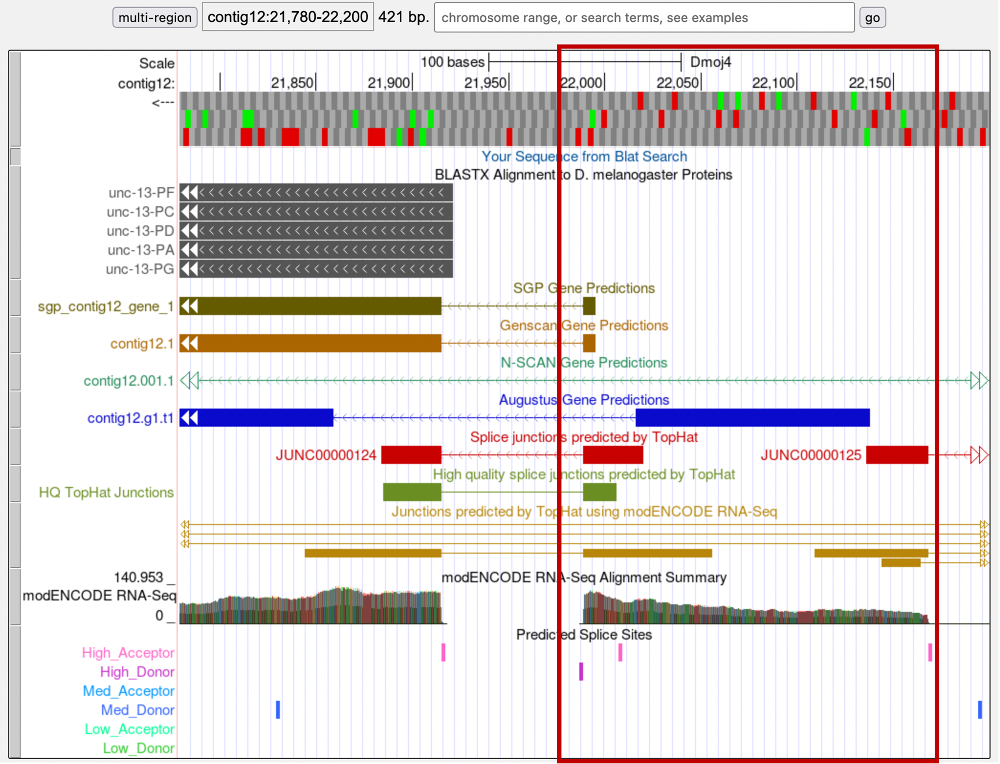 multi-region contig12:21,780-22,200 421 bp. chromosome range, or search terms, see examples go
Scale 100 bases Dmoj4
contig12: 21,850 21,900 21,950 22,000 22,050 22,100 22,150
<---
Your Sequence from Blat Search
BLASTX Alignment to D. melanogaster Proteins
unc-13-PF
unc-13-PC
unc-13-PD
unc-13-PA
unc-13-PG
SGP Gene Predictions
sgp_contig12_gene_1
Genscan Gene Predictions
contig12.1
N-SCAN Gene Predictions
contig12.001.1
Augustus Gene Predictions
contig12.g1.t1
Splice junctions predicted by TopHat
JUNC00000124 JUNC00000125
High quality splice junctions predicted by TopHat
HQ TopHat Junctions
Junctions predicted by TopHat using modENCODE RNA-Seq
140.953 _ modENCODE RNA-Seq Alignment Summary
modENCODE RNA-Seq
0 _
Predicted Splice Sites
High_Acceptor
High_Donor
Med_Acceptor
Med_Donor
Low_Acceptor
Low_Donor